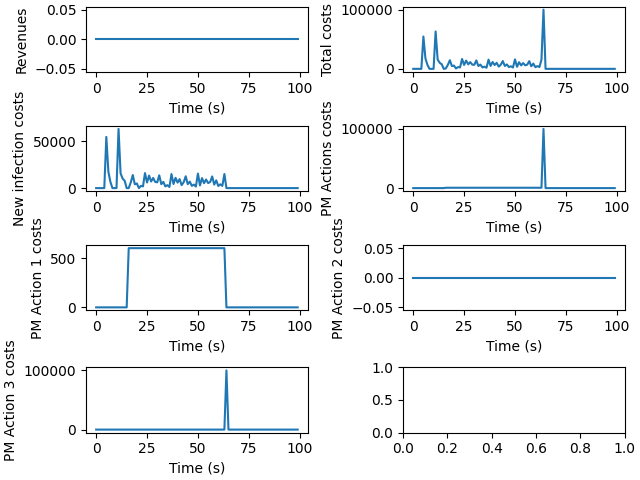 Revenues
0.05
0.00
−0.05
0 25 50 75 100
Time (s)
Total costs
100000
0
0 25 50 75 100
Time (s)
New infection costs
50000
0
0 25 50 75 100
Time (s)
PM Actions costs
100000
0
0 25 50 75 100
Time (s)
PM Action 1 costs
500
0
0 25 50 75 100
Time (s)
PM Action 2 costs
0.05
0.00
−0.05
0 25 50 75 100
Time (s)
PM Action 3 costs
100000
0
0 25 50 75 100
Time (s)
1.0
0.5
0.0
0.0 0.2 0.4 0.6 0.8 1.0